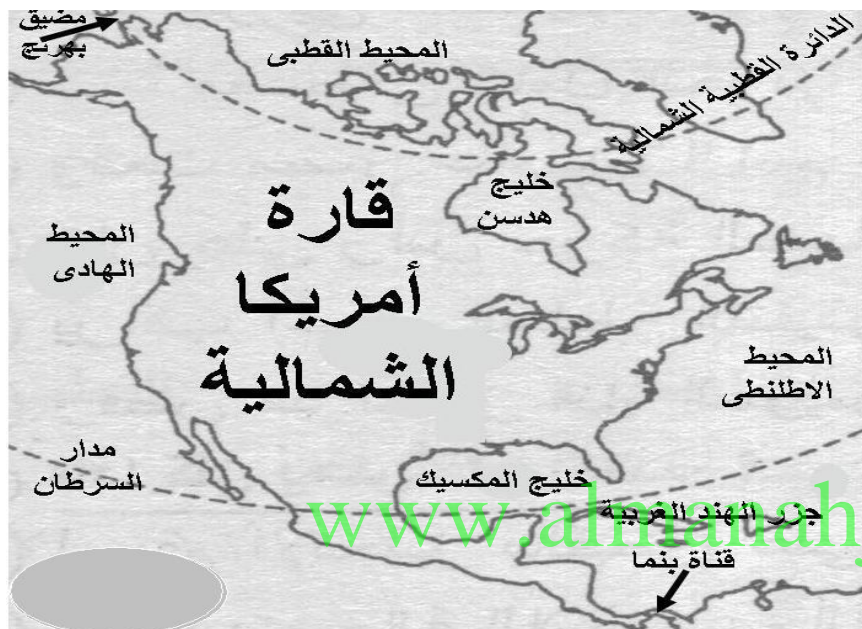 مضيق
بهرنج
المحيط القطبى
الدائرة القطبية الشمالية
خليج
هدسن
قارة
أمريكا
الشمالية
المحيط
الهادى
المحيط
الاطلنطى
مدار
السرطان
خليج المكسيك
جزر الهند الغربية
قناة بنما
www.almanahj